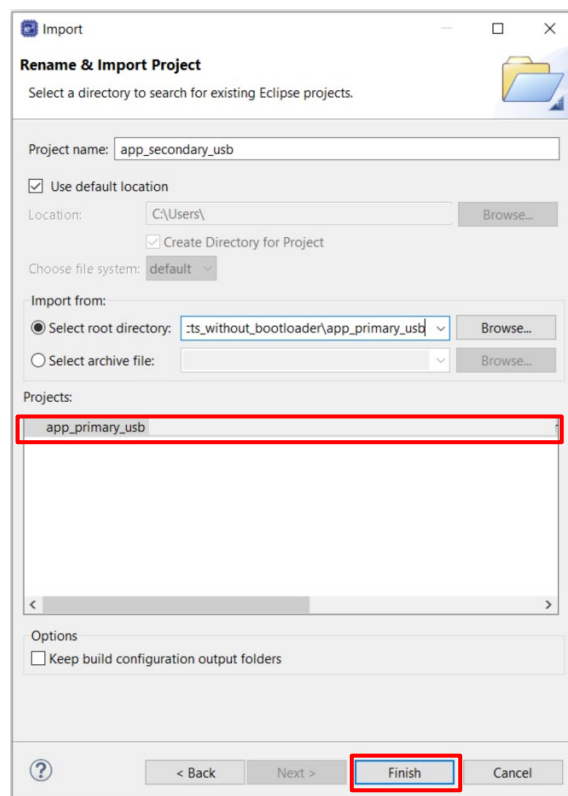 Import
Rename & Import Project
Select a directory to search for existing Eclipse projects.
Project name: app_secondary_usb
Use default location
Location: C:\Users\ Browse...
Create Directory for Project
Choose file system: default
Import from:
Select root directory: :ts_without_bootloader\app_primary_usb Browse...
Select archive file: Browse...
Projects:
app_primary_usb
Options
Keep build configuration output folders
? < Back Next > Finish Cancel